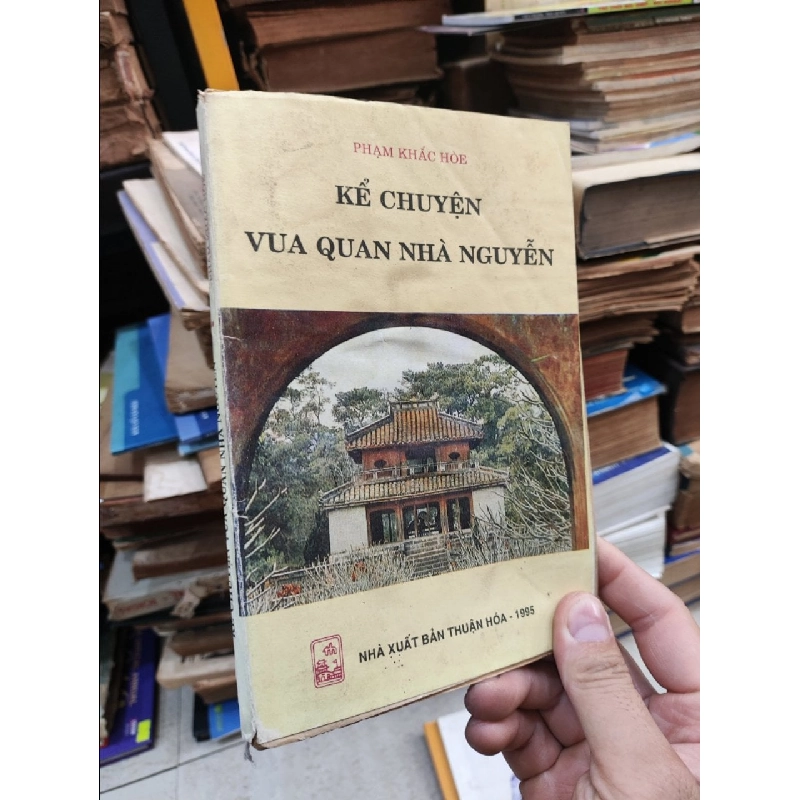 PHẠM KHẮC HÒE
KỂ CHUYỆN
VUA QUAN NHÀ NGUYỄN
NHÀ XUẤT BẢN THUẬN HÓA - 1995